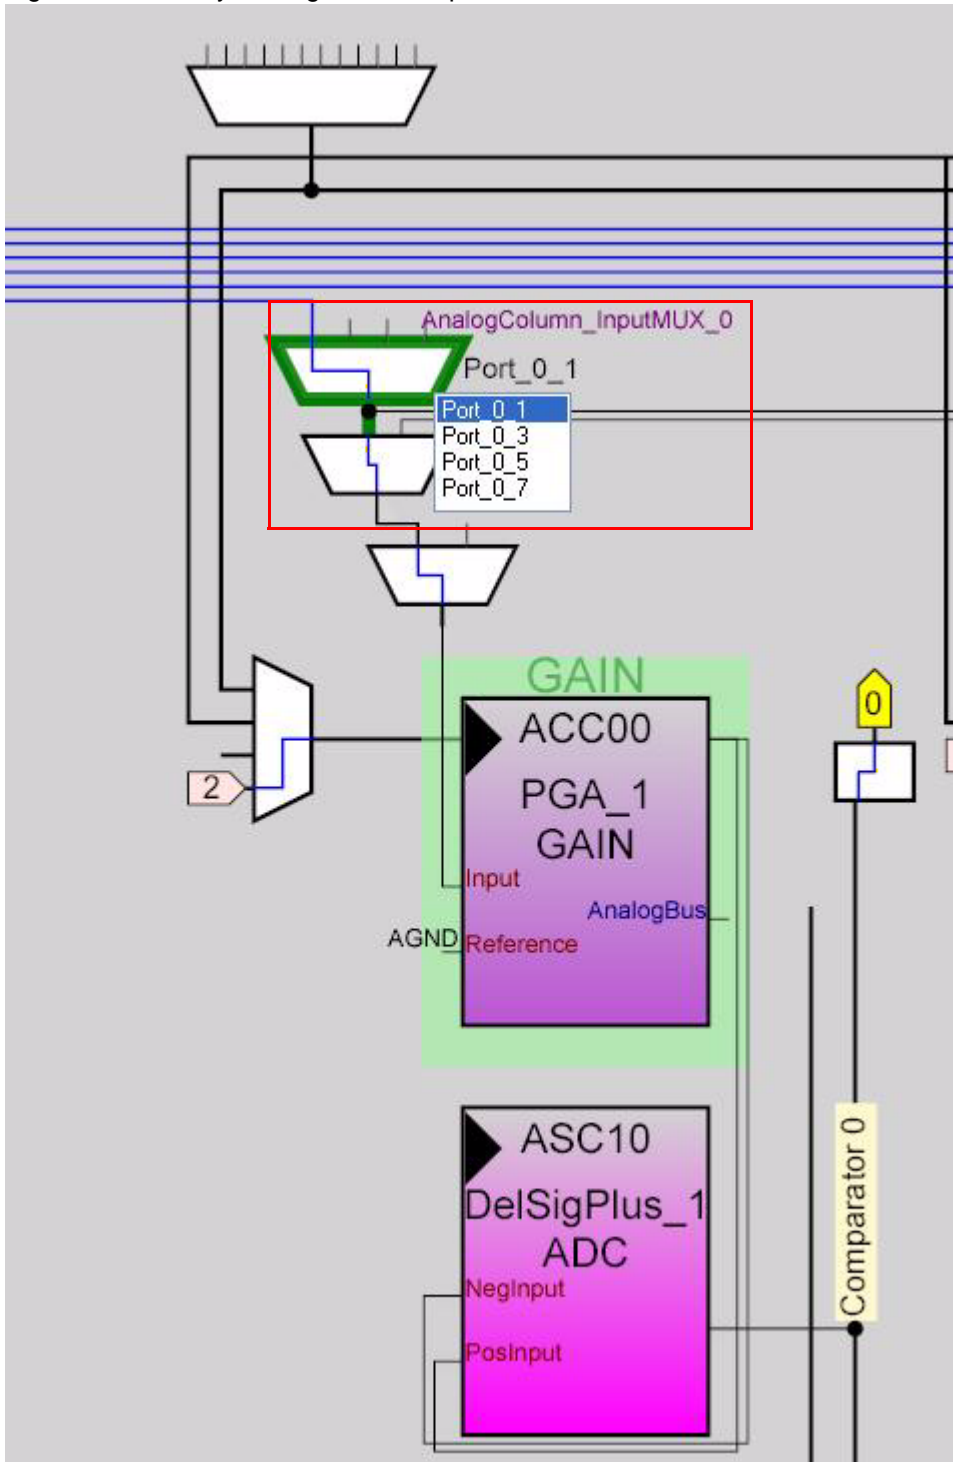 AnalogColumn_InputMUX_0
Port_0_1
Port_0_1
Port_0_3
Port_0_5
Port_0_7
GAIN
ACC00
PGA_1
GAIN
0
2
Input
AnalogBus
AGND
Reference
ASC10
DelSigPlus_1
ADC
Comparator 0
NegInput
PosInput